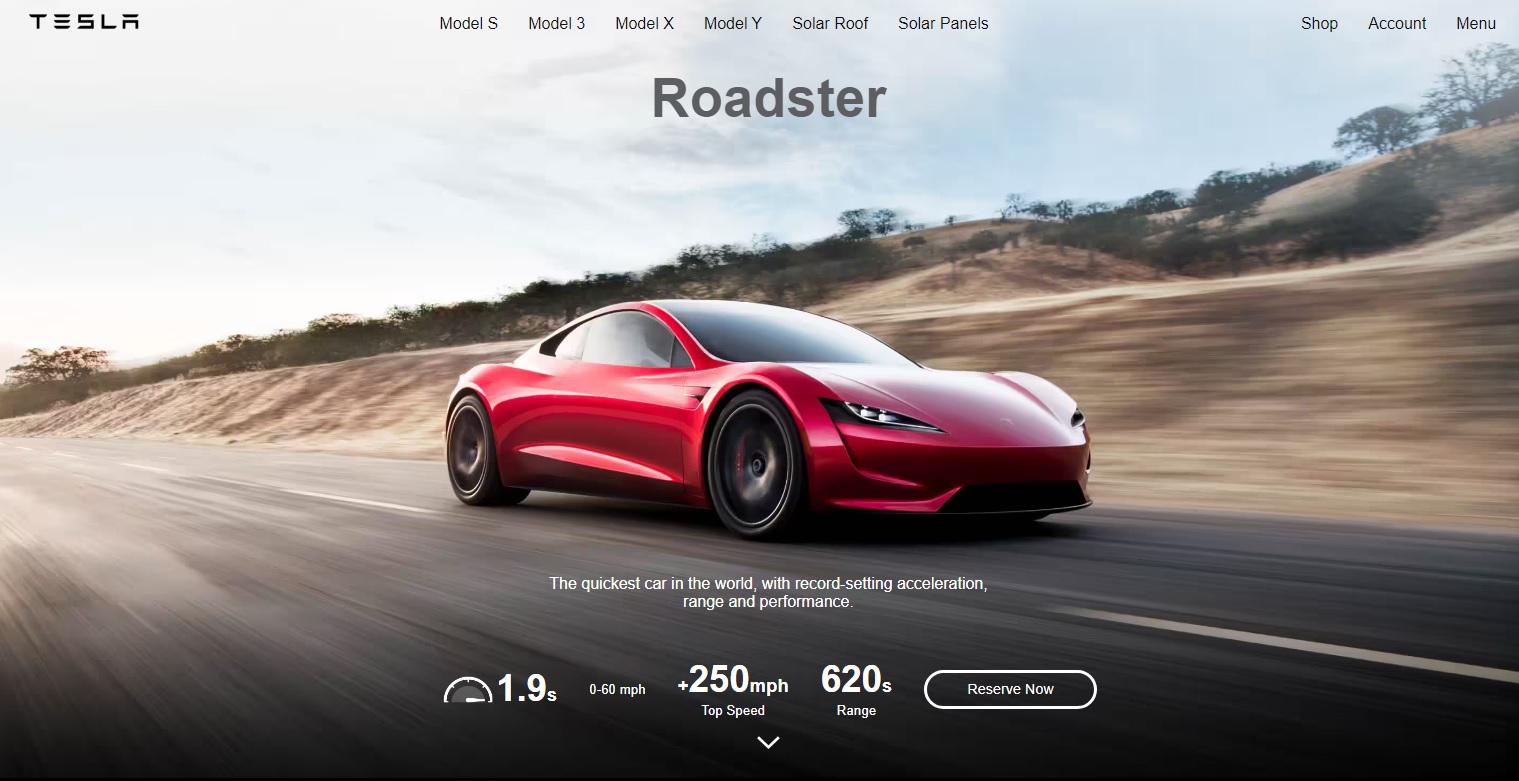 TESLA
Model S Model 3 Model X Model Y Solar Roof Solar Panels
Shop Account Menu
Roadster
The quickest car in the world, with record-setting acceleration,
range and performance.
1.9s
0-60 mph
+250mph
Top Speed
620s
Range
Reserve Now